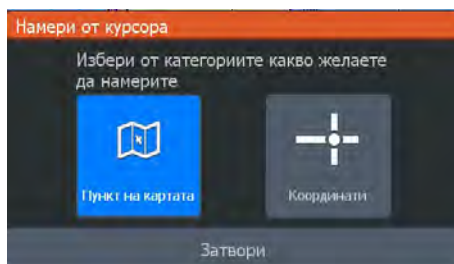 Намери от курсора
Избери от категориите какво желаете
да намерите
Пункт на картата
Координати
Затвори